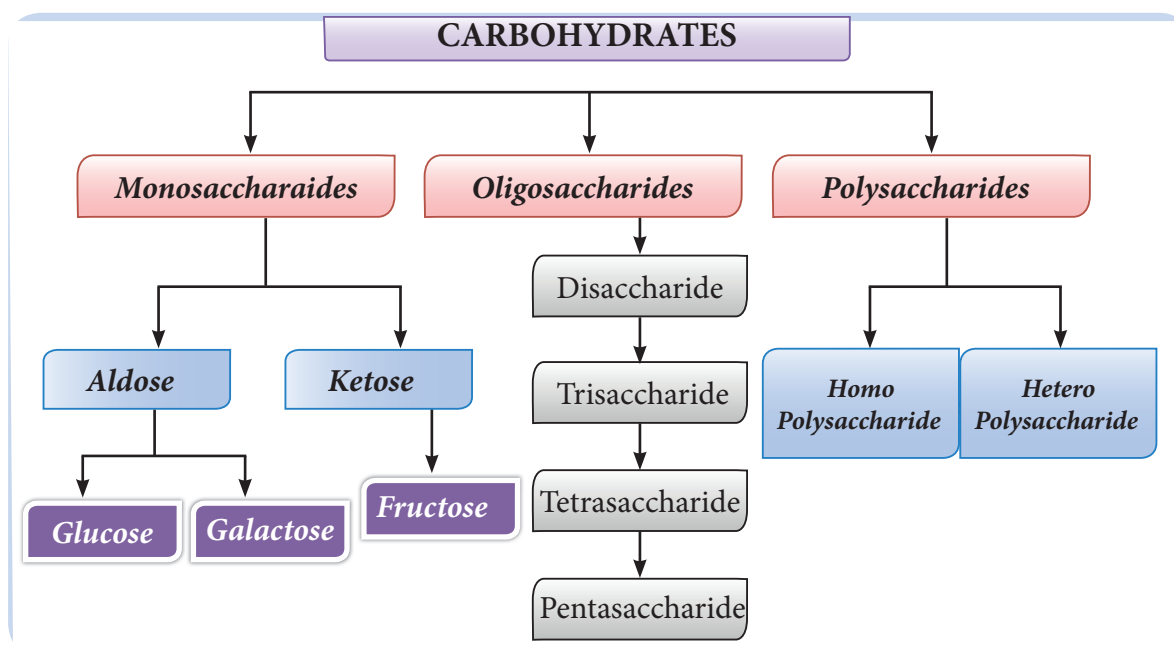 CARBOHYDRATES
Monosaccharaides
Oligosaccharides
Polysaccharides
Disaccharide
Trisaccharide
Tetrasaccharide
Pentasaccharide
Aldose
Ketose
Glucose
Galactose
Fructose
Homo
Polysaccharide
Hetero
Polysaccharide